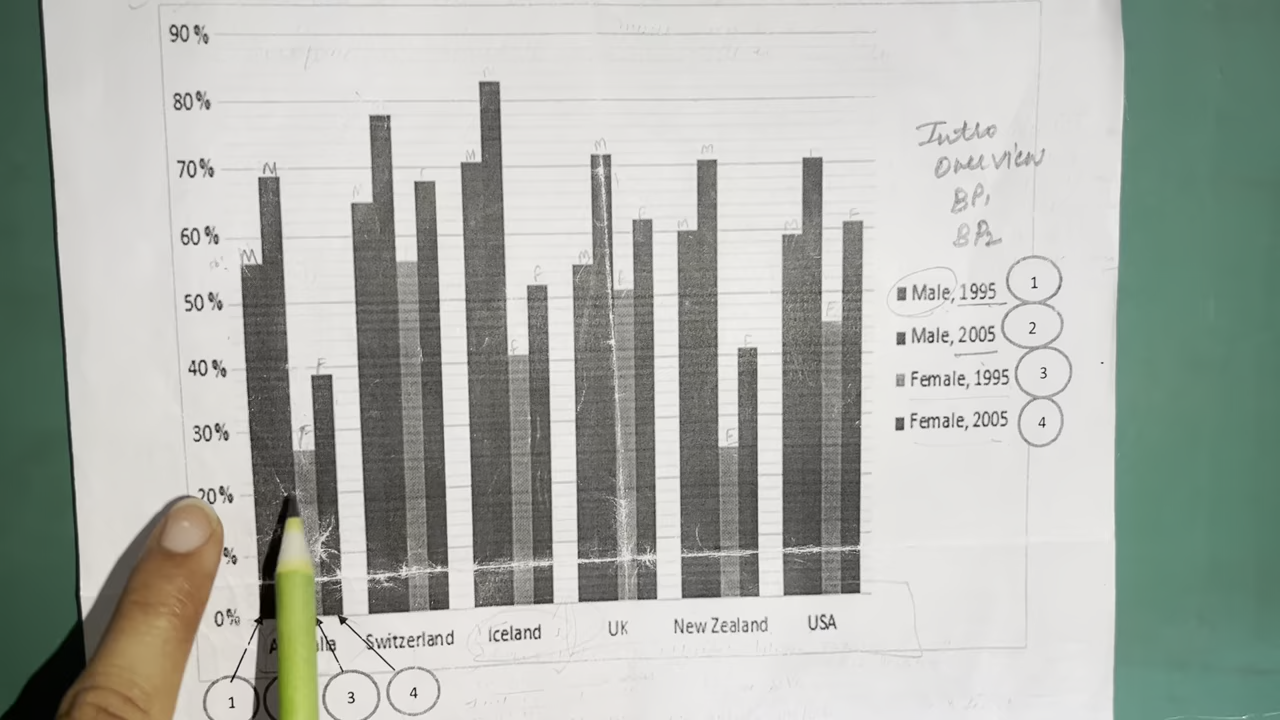 90%
80%
70%
60%
50%
40%
30%
20%
%
0%
M M F F
M F
M F
M M F F
M M F F
M F F
Switzerland Iceland UK New Zealand USA
1 3 4
Intro
Overview
BP1
BP2
Male, 1995 1
Male, 2005 2
Female, 1995 3
Female, 2005 4